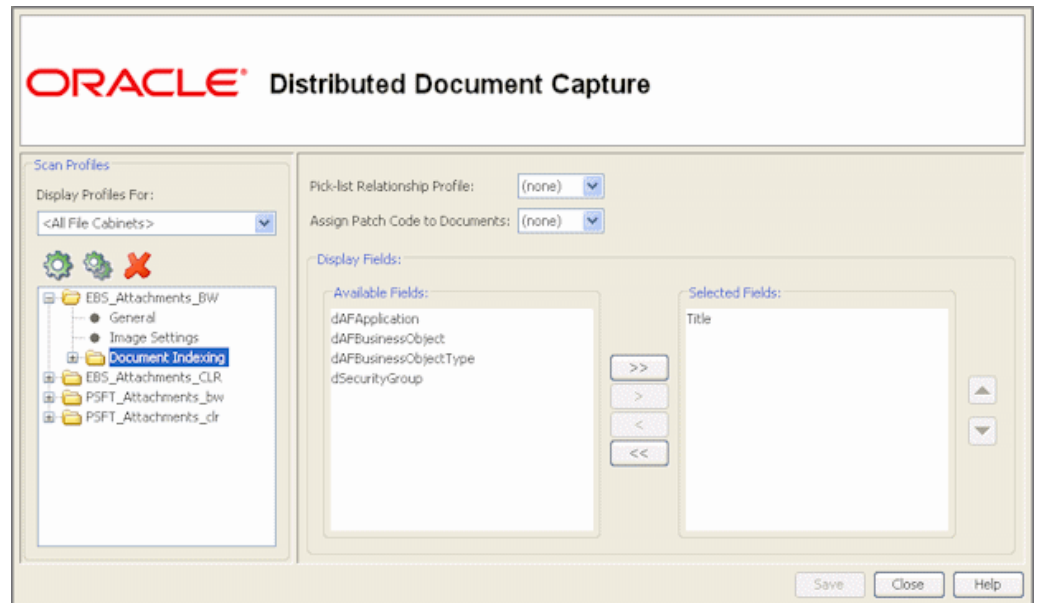 ORACLE® Distributed Document Capture
Scan Profiles
Display Profiles For:
<All File Cabinets>
EBS_Attachments_BW
General
Image Settings
Document Indexing
EBS_Attachments_CLR
PSFT_Attachments_bw
PSFT_Attachments_clr
Pick-list Relationship Profile: (none)
Assign Patch Code to Documents: (none)
Display Fields:
Available Fields:
dAFApplication
dAFBusinessObject
dAFBusinessObjectType
dSecurityGroup
>>
>
<
<<
Selected Fields:
Title
Save Close Help